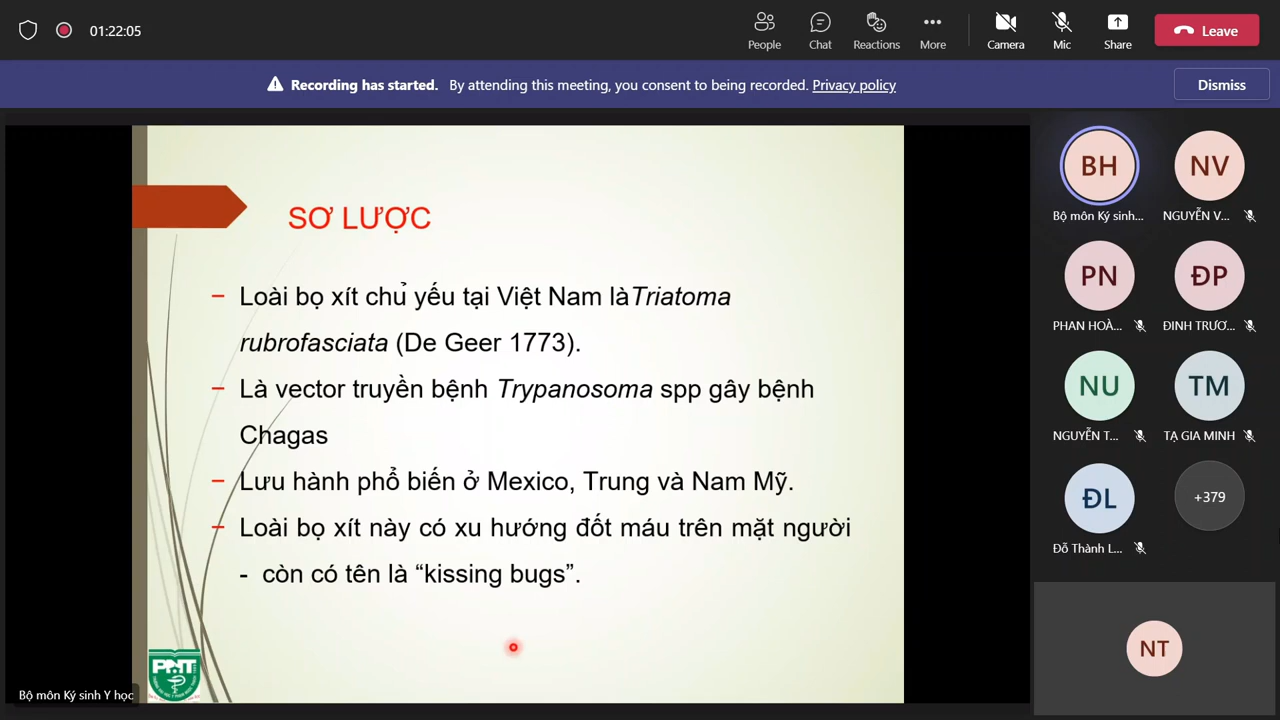 01:22:05
People
Chat
Reactions
More
Camera
Mic
Share
Leave
Recording has started. By attending this meeting, you consent to being recorded. Privacy policy
Dismiss
SƠ LƯỢC
– Loài bọ xít chủ yếu tại Việt Nam làTriatoma
rubrofasciata (De Geer 1773).
– Là vector truyền bệnh Trypanosoma spp gây bệnh
Chagas
– Lưu hành phổ biến ở Mexico, Trung và Nam Mỹ.
– Loài bọ xít này có xu hướng đốt máu trên mặt người
- còn có tên là “kissing bugs”.
PNT
Bộ môn Ký sinh Y học
BH
NV
Bộ môn Ký sinh...
NGUYỄN V...
PN
ĐP
PHAN HOÀ...
ĐINH TRƯƠ...
NU
TM
NGUYỄN T...
TẠ GIA MINH
ĐL
+379
Đỗ Thành L...
NT